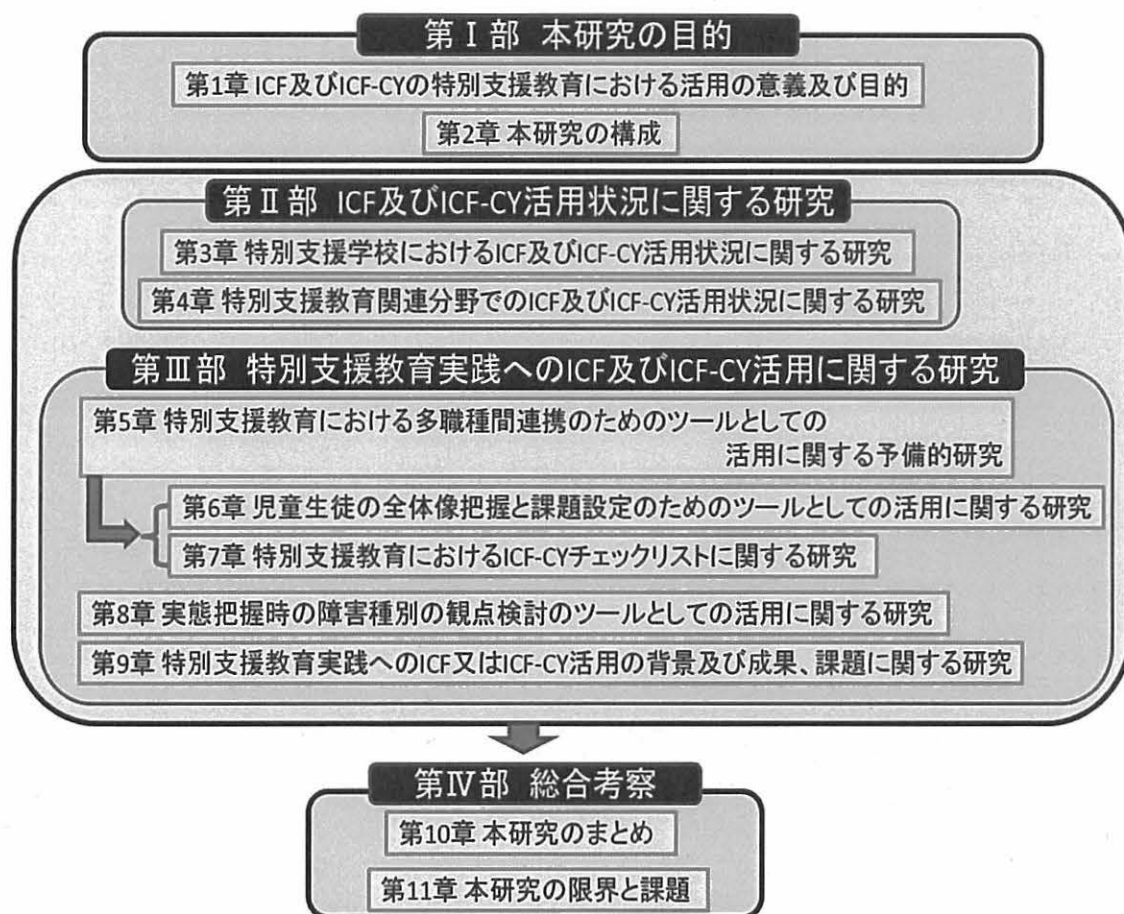 第Ⅰ部 本研究の目的
第1章 ICF及びICF-CYの特別支援教育における活用の意義及び目的
第2章 本研究の構成
第Ⅱ部 ICF及びICF-CY活用状況に関する研究
第3章 特別支援学校におけるICF及びICF-CY活用状況に関する研究
第4章 特別支援教育関連分野でのICF及びICF-CY活用状況に関する研究
第Ⅲ部 特別支援教育実践へのICF及びICF-CY活用に関する研究
第5章 特別支援教育における多職種間連携のためのツールとしての
活用に関する予備的研究
第6章 児童生徒の全体像把握と課題設定のためのツールとしての活用に関する研究
第7章 特別支援教育におけるICF-CYチェックリストに関する研究
第8章 実態把握時の障害種別の観点検討のツールとしての活用に関する研究
第9章 特別支援教育実践へのICF又はICF-CY活用の背景及び成果、課題に関する研究
第Ⅳ部 総合考察
第10章 本研究のまとめ
第11章 本研究の限界と課題